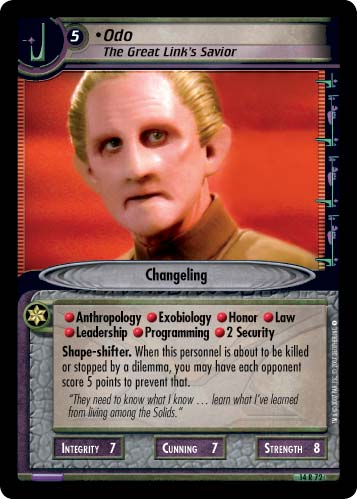 5 •Odo
The Great Link's Savior
Changeling
Anthropology Exobiology Honor Law
Leadership Programming 2 Security
Shape-shifter. When this personnel is about to be killed
or stopped by a dilemma, you may have each opponent
score 5 points to prevent that.
"They need to know what I know … learn what I've learned
from living among the Solids."
INTEGRITY 7 CUNNING 7 STRENGTH 8
14 R 72